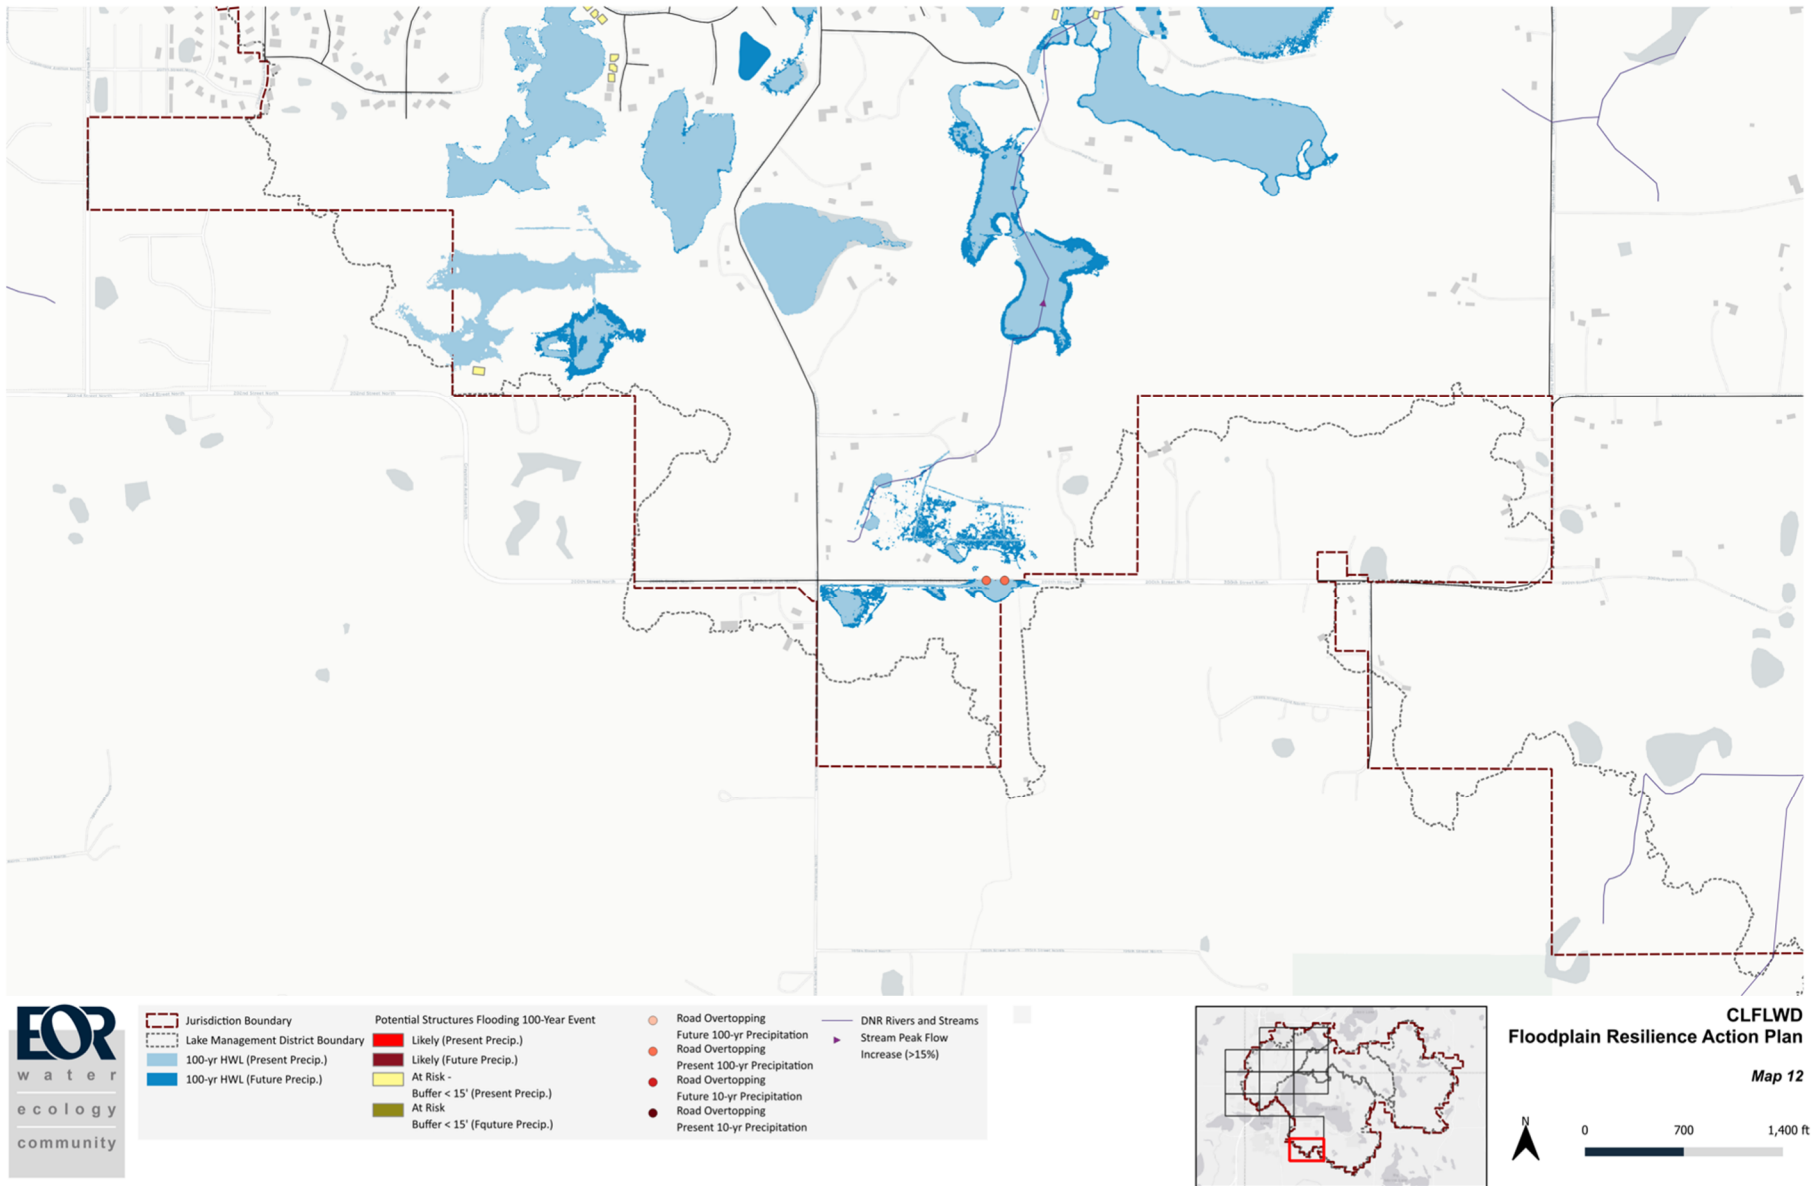 EOR
water
ecology
community
Jurisdiction Boundary
Lake Management District Boundary
100-yr HWL (Present Precip.)
100-yr HWL (Future Precip.)
Potential Structures Flooding 100-Year Event
Likely (Present Precip.)
Likely (Future Precip.)
At Risk -
Buffer < 15' (Present Precip.)
At Risk
Buffer < 15' (Fquture Precip.)
Road Overtopping
Future 100-yr Precipitation
Road Overtopping
Present 100-yr Precipitation
Road Overtopping
Future 10-yr Precipitation
Road Overtopping
Present 10-yr Precipitation
DNR Rivers and Streams
Stream Peak Flow
Increase (>15%)
CLFLWD
Floodplain Resilience Action Plan
Map 12
N
0 700 1,400 ft